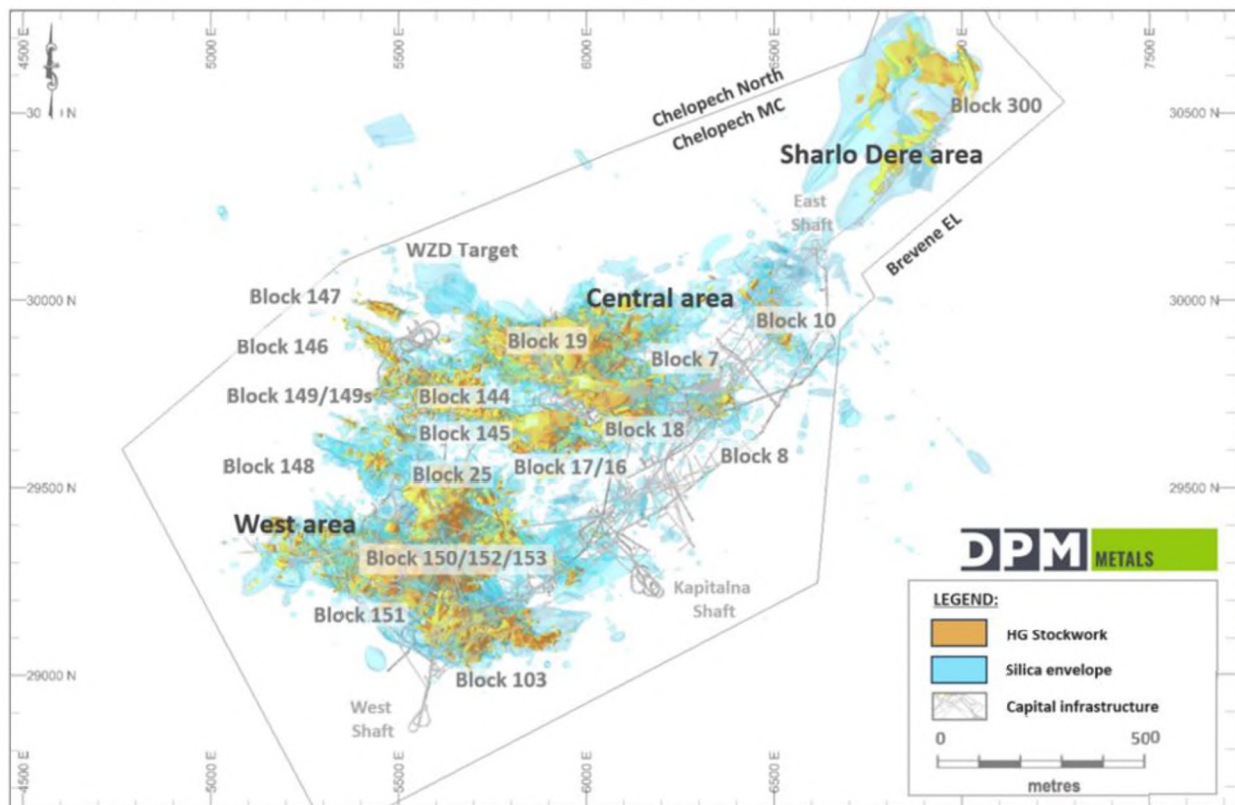 4500 E
5000 E
5500 E
6000 E
6500 E
7500 E
Chelopech North
Chelopech MC
Block 300
30500 N
Sharlo Dere area
East
Shaft
Brevene EL
WZD Target
Block 147
Central area
30000 N
30000 N
Block 10
Block 146
Block 19
Block 7
Block 149/149s
Block 144
Block 145
Block 18
Block 148
Block 25
Block 17/16
Block 8
29500 N
29500 N
West area
DPM METALS
Block 150/152/153
Kapitalna
Shaft
Block 151
LEGEND:
HG Stockwork
Silica envelope
Capital infrastructure
0 500
metres
29000 N
Block 103
West
Shaft
4500 E
5000 E
5500 E
6000 E
6500 E